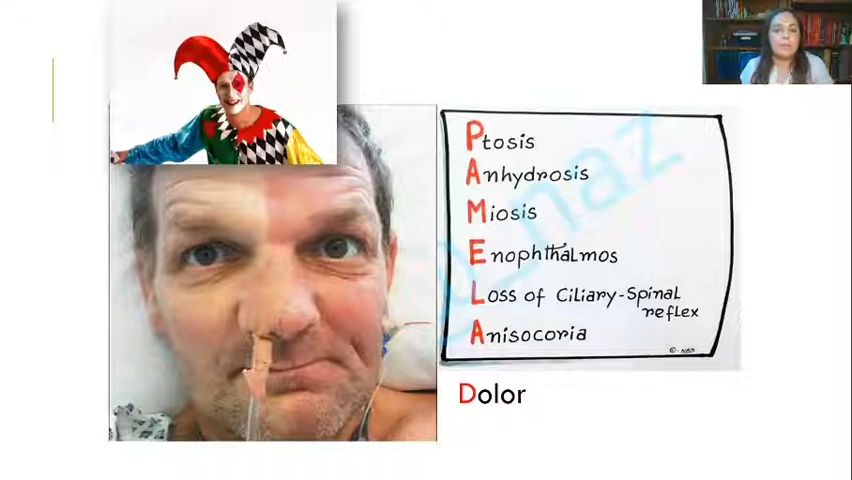 Ptosis
Anhydrosis
Miosis
Enophthalmos
Loss of Ciliary-Spinal
reflex
Anisocoria
Dolor